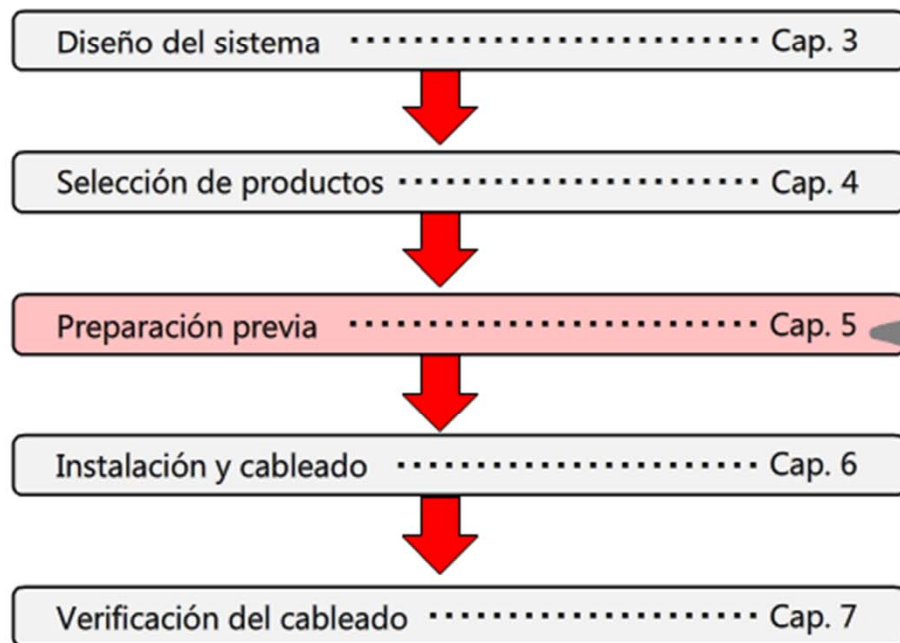 Diseño del sistema ·························· Cap. 3
Selección de productos ······················· Cap. 4
Preparación previa ·························· Cap. 5
Instalación y cableado ······················· Cap. 6
Verificación del cableado ····················· Cap. 7